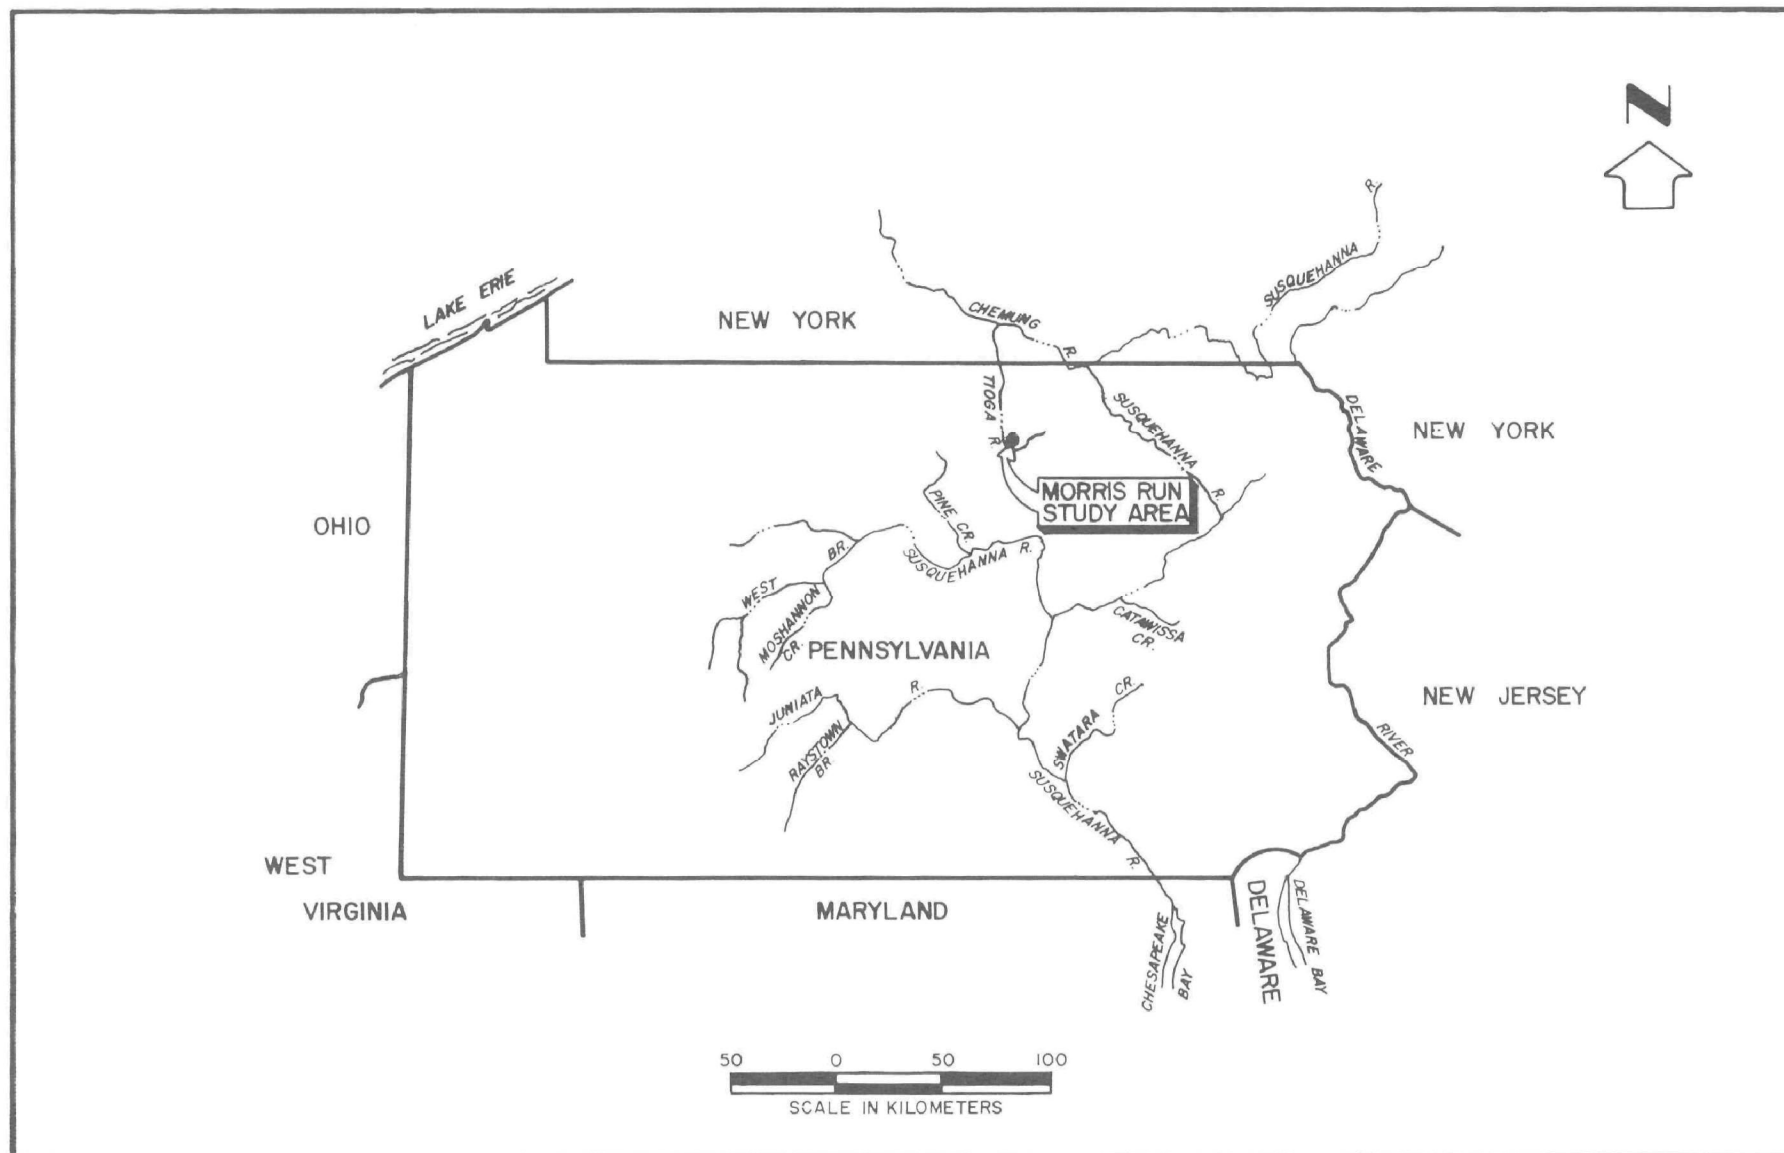 N
SUSQUEHANNA R.
LAKE ERIE
NEW YORK
CHEMUNG R.
TIOGA R.
SUSQUEHANNA R.
DELAWARE
NEW YORK
MORRIS RUN
STUDY AREA
OHIO
PINE CR.
WEST BR.
SUSQUEHANNA R.
MOSHANNON
CR.
CATAWISSA
CR.
PENNSYLVANIA
JUNIATA R.
RAYSTOWN
BR.
SWATARA CR.
NEW JERSEY
RIVER
SUSQUEHANNA R.
WEST
VIRGINIA
MARYLAND
DELAWARE
DELAWARE BAY
CHESAPEAKE
BAY
50 0 50 100
SCALE IN KILOMETERS